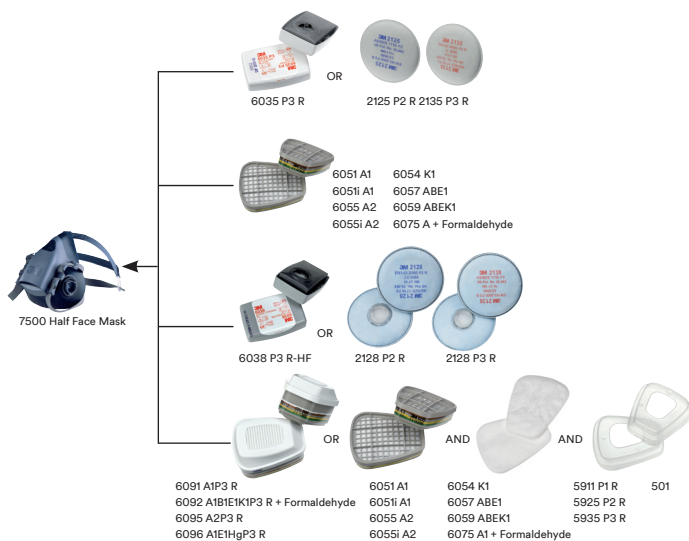 6035 P3 R
OR
2125 P2 R 2135 P3 R
6051 A1
6054 K1
6051i A1
6057 ABE1
6055 A2
6059 ABEK1
6055i A2
6075 A + Formaldehyde
7500 Half Face Mask
6038 P3 R-HF
OR
2128 P2 R
2128 P3 R
OR
AND
AND
6091 A1P3 R
6092 A1B1E1K1P3 R + Formaldehyde
6095 A2P3 R
6096 A1E1HgP3 R
6051 A1
6051i A1
6055 A2
6055i A2
6054 K1
6057 ABE1
6059 ABEK1
6075 A1 + Formaldehyde
5911 P1 R
5925 P2 R
5935 P3 R
501